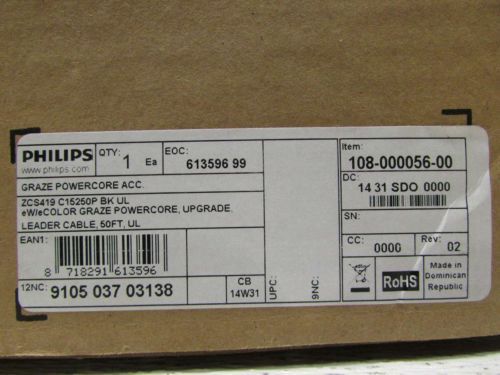 PHILIPS
www.philips.com
QTY: 1 Ea
EOC: 613596 99
GRAZE POWERCORE ACC.
ZCS419 C15250P BK UL
eW/eCOLOR GRAZE POWERCORE, UPGRADE,
LEADER CABLE, 50FT, UL
EAN1:
8 718291 613596
12NC: 9105 037 03138
CB
14W31
UPC:
9NC:
Item:
108-000056-00
DC:
14 31 SDO 0000
SN:
CC: 0000
Rev: 02
RoHS
Made in
Dominican
Republic